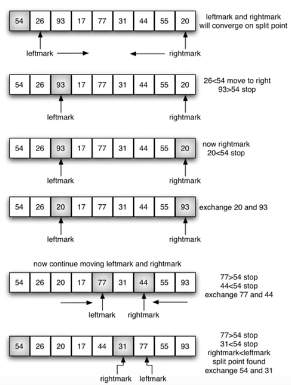 54 26 93 17 77 31 44 55 20
leftmark and rightmark
will converge on split point
leftmark
rightmark
54 26 93 17 77 31 44 55 20
26<54 move to right
93>54 stop
leftmark
rightmark
54 26 93 17 77 31 44 55 20
now rightmark
20<54 stop
leftmark
rightmark
54 26 20 17 77 31 44 55 93
exchange 20 and 93
leftmark
rightmark
now continue moving leftmark and rightmark
54 26 20 17 77 31 44 55 93
77>54 stop
44<54 stop
exchange 77 and 44
leftmark
rightmark
54 26 20 17 44 31 77 55 93
77>54 stop
31<54 stop
rightmark<leftmark
split point found
exchange 54 and 31
rightmark
leftmark